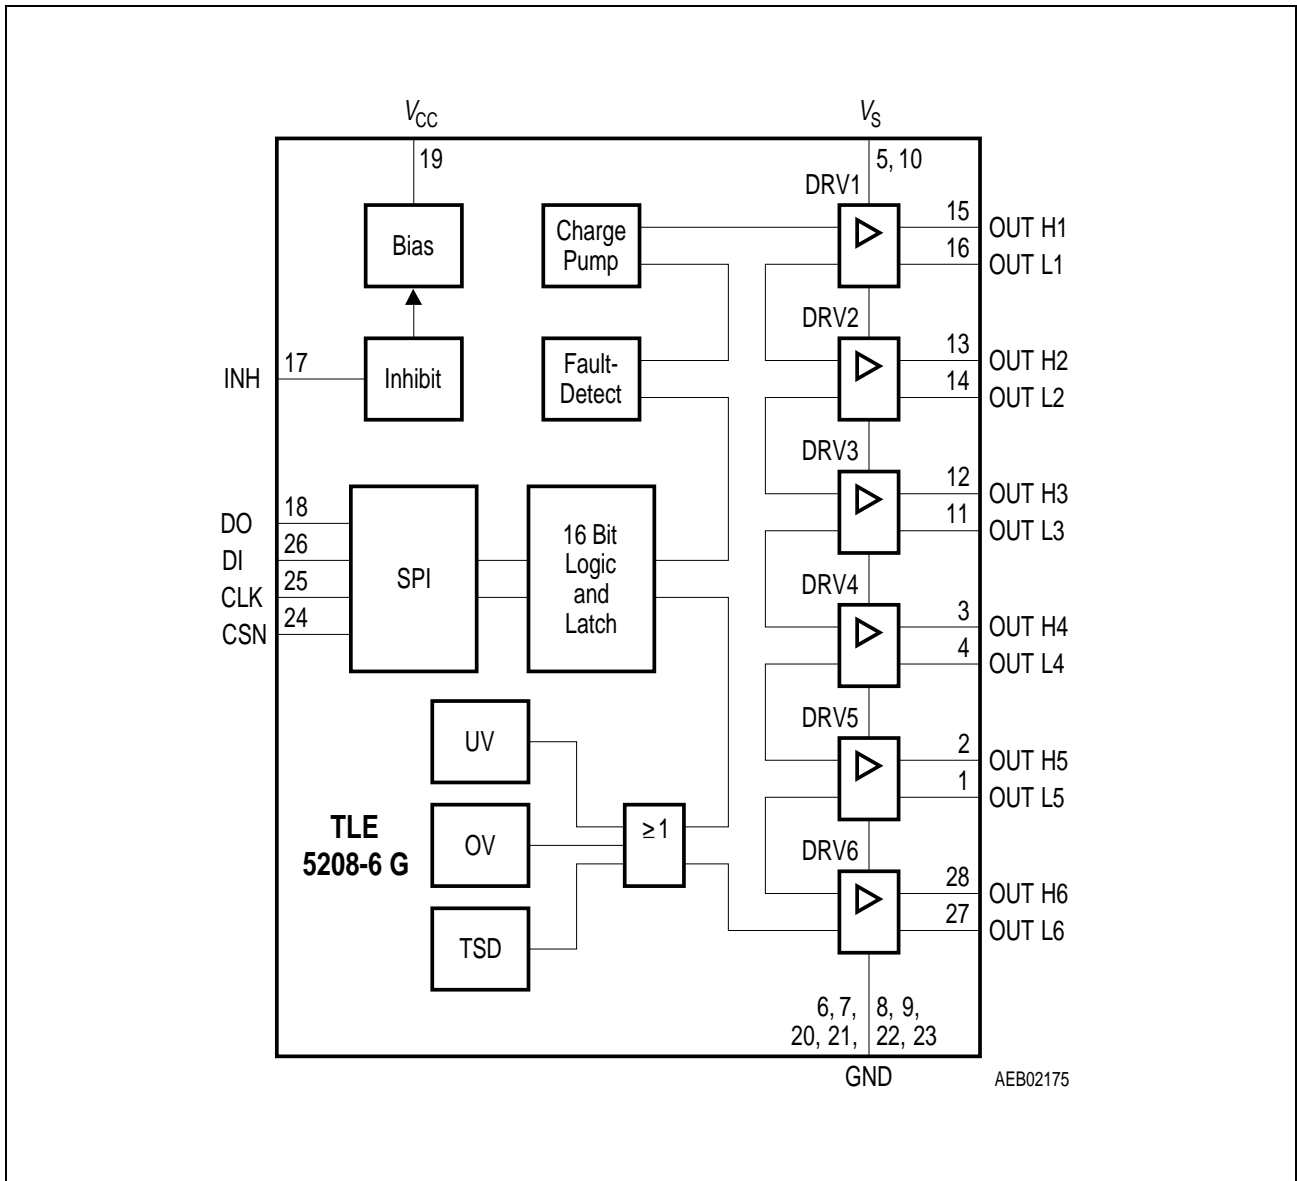 VCC
VS
19
5, 10
DRV1
15
OUT H1
Bias
Charge
Pump
16
OUT L1
DRV2
13
OUT H2
INH
17
Inhibit
Fault-
Detect
14
OUT L2
DRV3
12
OUT H3
DO
18
11
OUT L3
DI
26
CLK
25
CSN
24
SPI
16 Bit
Logic
and
Latch
DRV4
3
OUT H4
4
OUT L4
UV
DRV5
2
OUT H5
1
OUT L5
TLE
5208-6 G
OV
≥1
DRV6
28
OUT H6
27
OUT L6
TSD
6, 7,
8, 9,
20, 21,
22, 23
GND
AEB02175